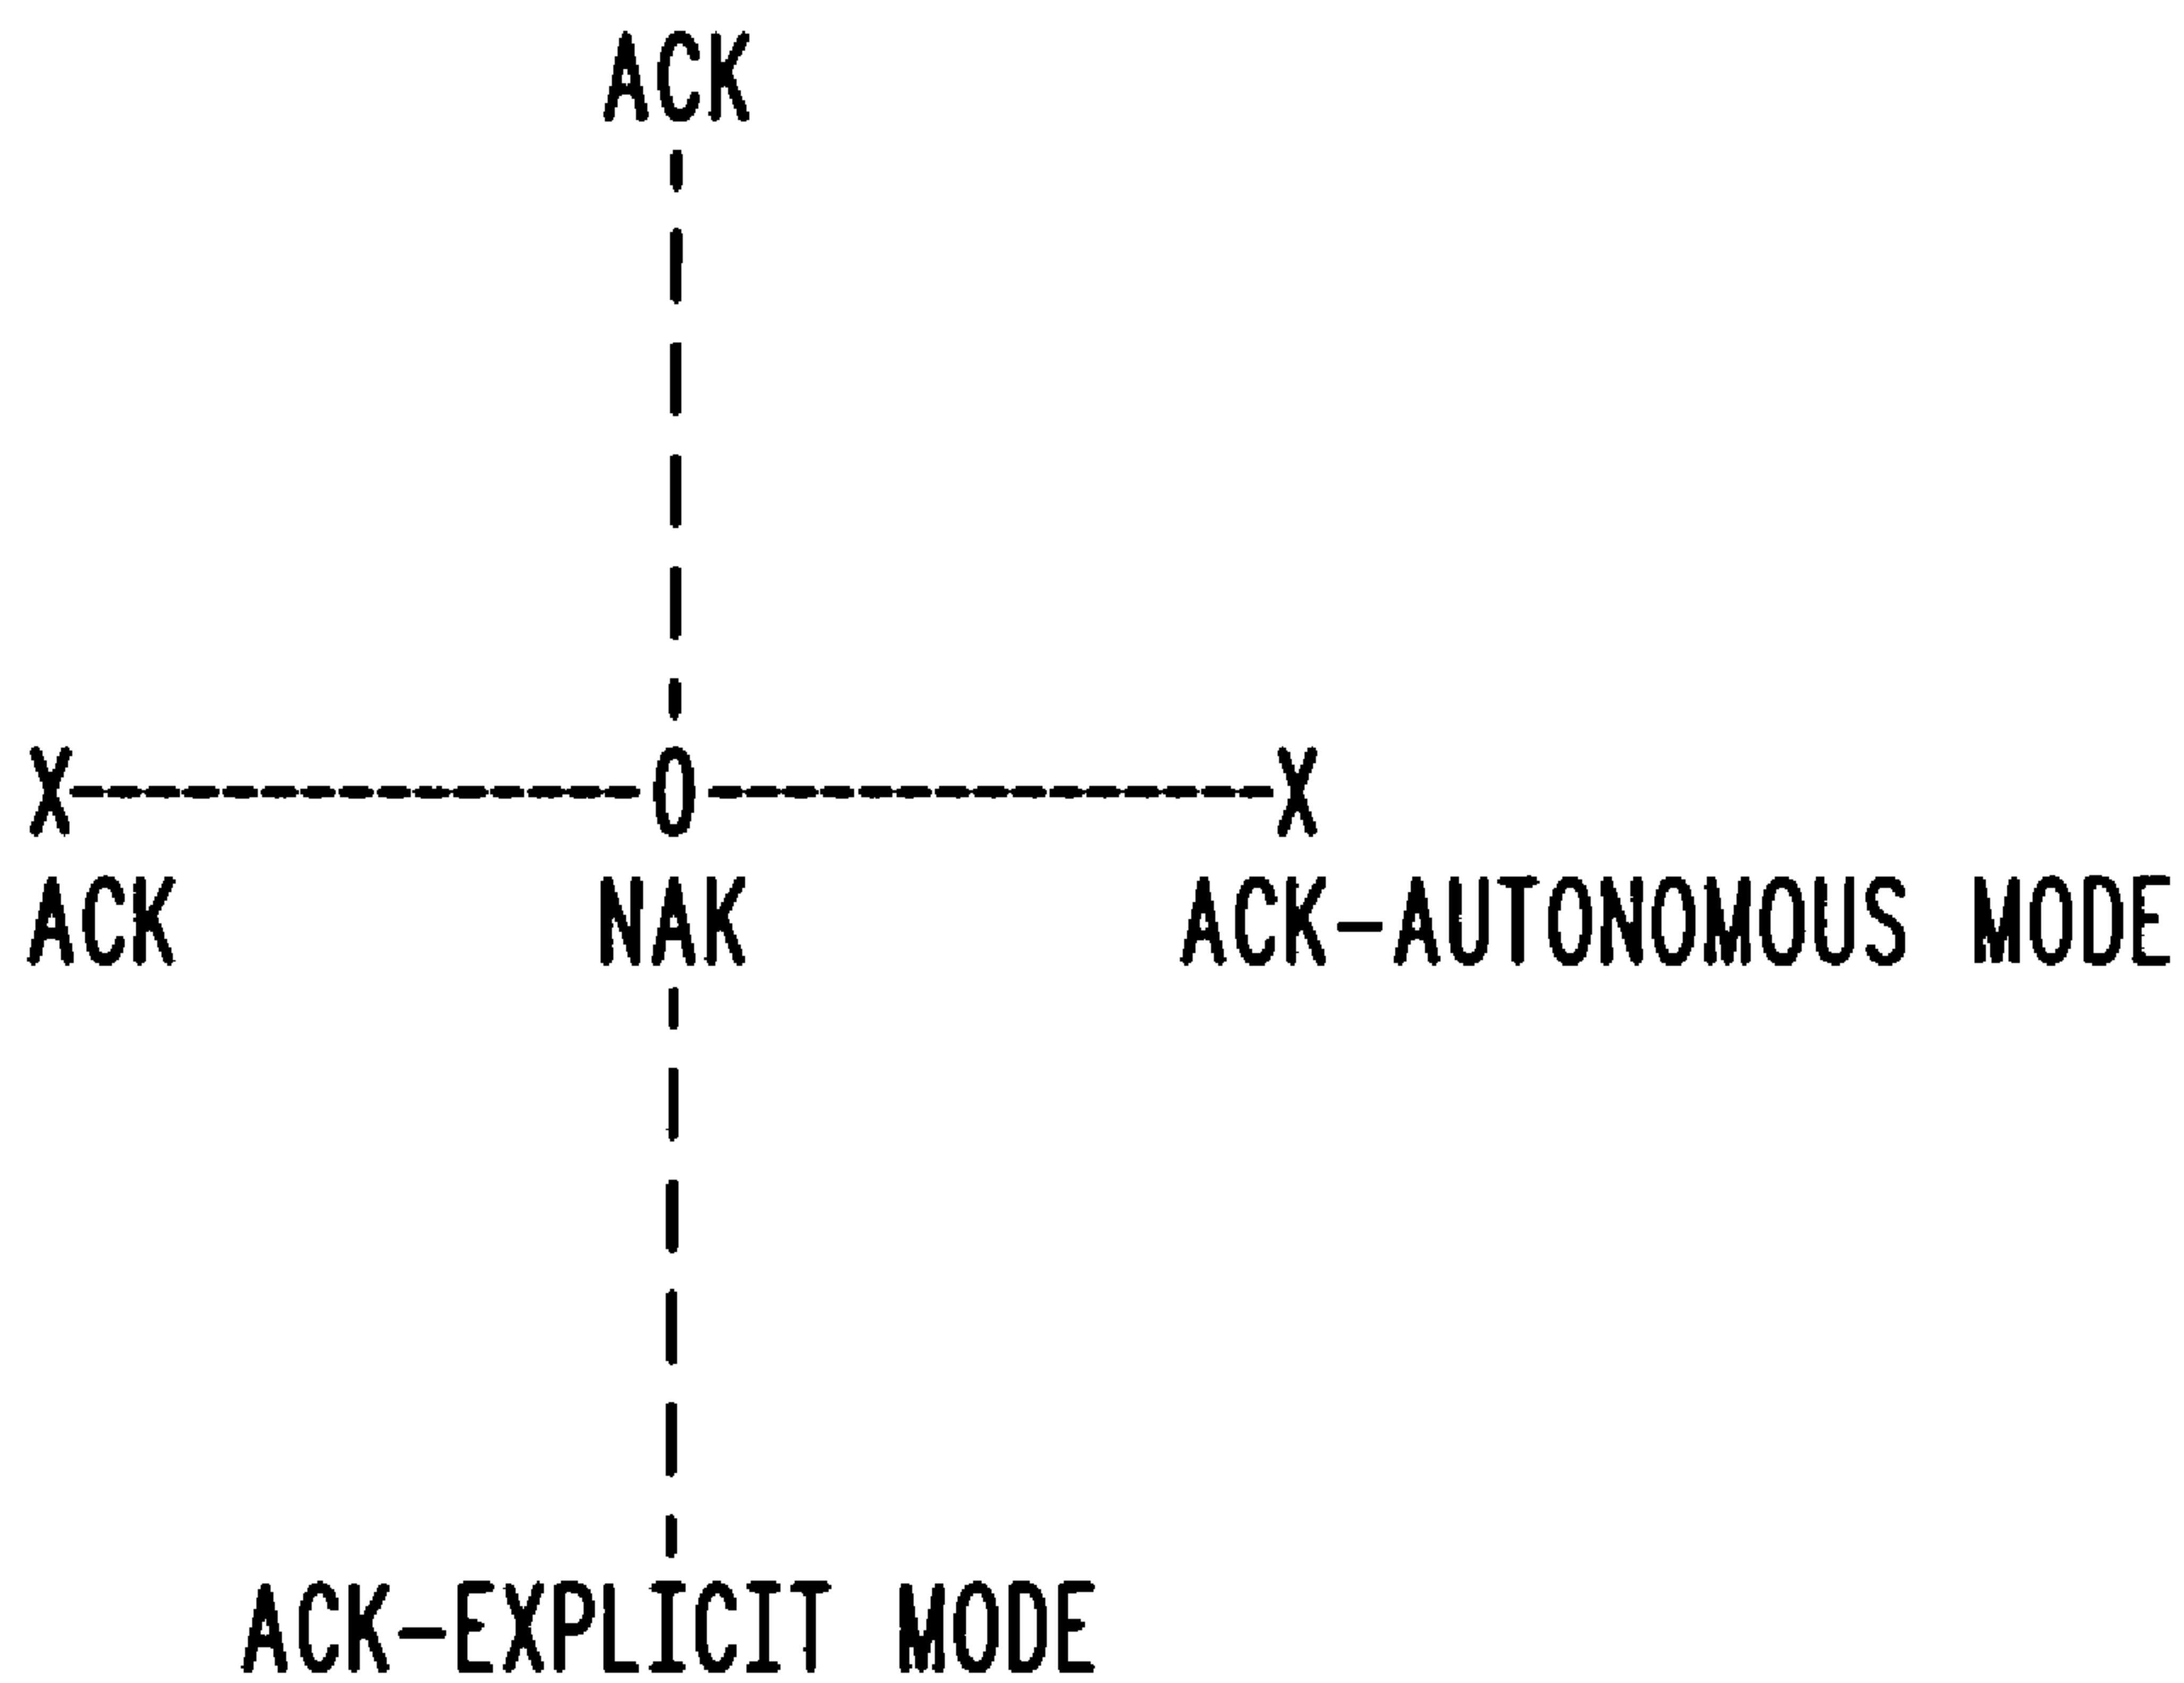 ACK
X O X
ACK NAK ACK-AUTONOMOUS MODE
ACK-EXPLICIT MODE